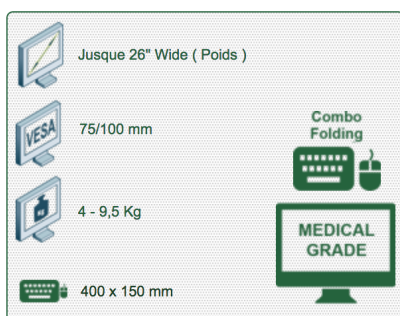 Jusque 26" Wide ( Poids )
VESA
75/100 mm
Combo
Folding
KG
4 - 9,5 Kg
MEDICAL
GRADE
400 x 150 mm